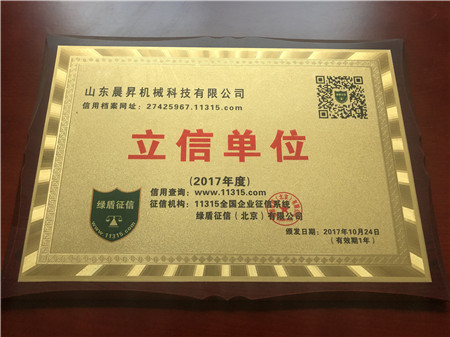 山东晨昇机械科技有限公司
信用档案网址：27425967.11315.com
立信单位
(2017年度)
信用查询：www.11315.com
征信机构：11315全国企业征信系统
绿盾征信（北京）有限公司
绿盾征信
www.11315.com
颁发日期：2017年10月24日
(有效期1年)